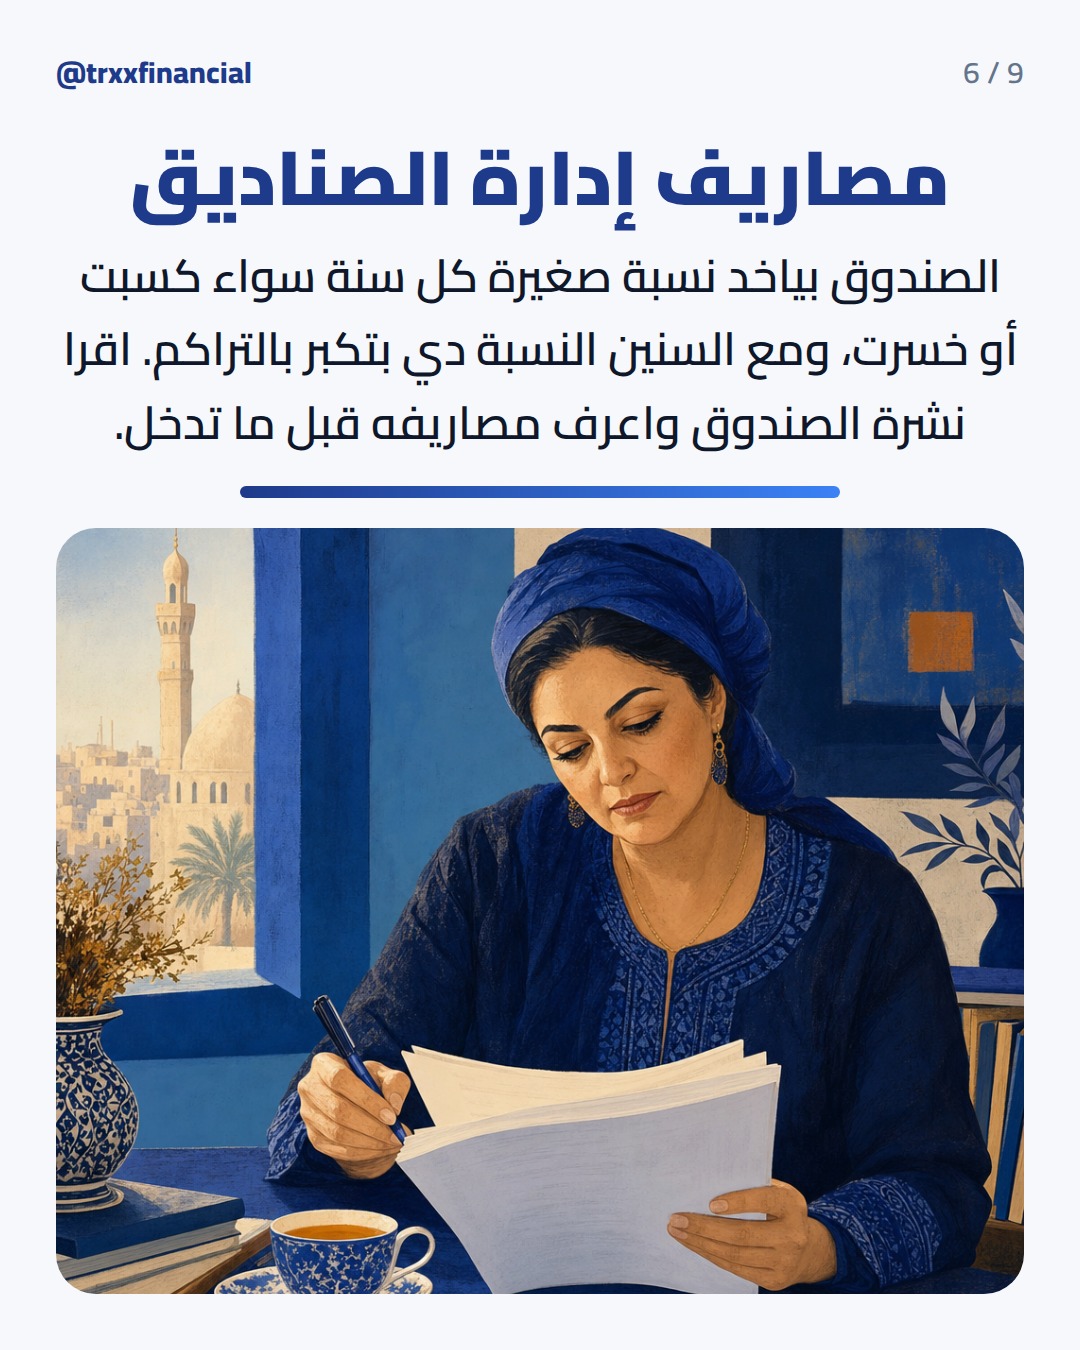 @trxxfinancial
6 / 9
مصاريف إدارة الصناديق
الصندوق بياخد نسبة صغيرة كل سنة سواء كسبت
أو خسرت، ومع السنين النسبة دي بتكبر بالتراكم. اقرا
نشرة الصندوق واعرف مصاريفه قبل ما تدخل.